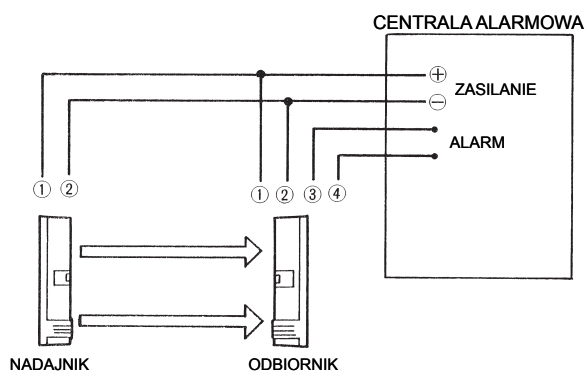 CENTRALA ALARMOWA
+
ZASILANIE
−
ALARM
① ② ① ② ③ ④
NADAJNIK ODBIORNIK